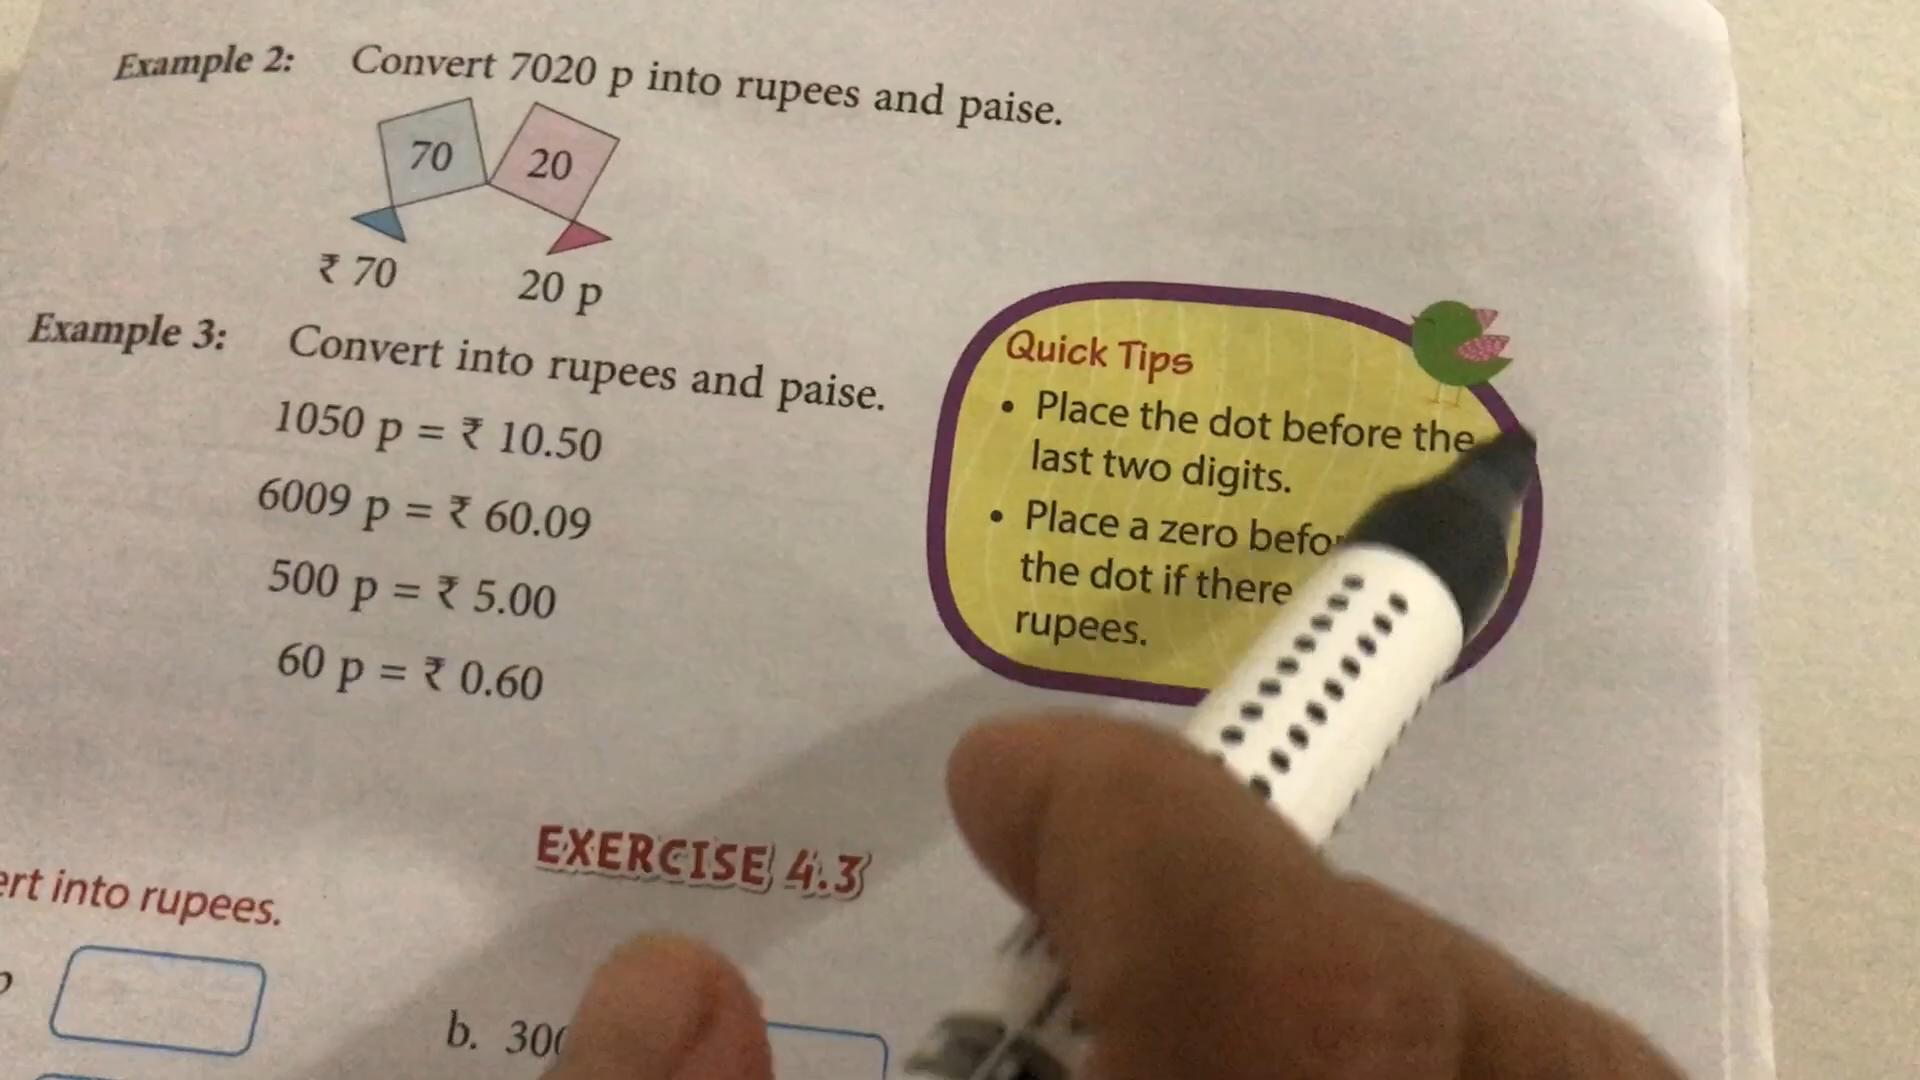 Example 2: Convert 7020 p into rupees and paise.
70 20
₹ 70 20 p
Example 3: Convert into rupees and paise.
1050 p = ₹ 10.50
6009 p = ₹ 60.09
500 p = ₹ 5.00
60 p = ₹ 0.60
Quick Tips
• Place the dot before the
last two digits.
• Place a zero
the dot if there
rupees.
EXERCISE 4.3
into rupees.
b.